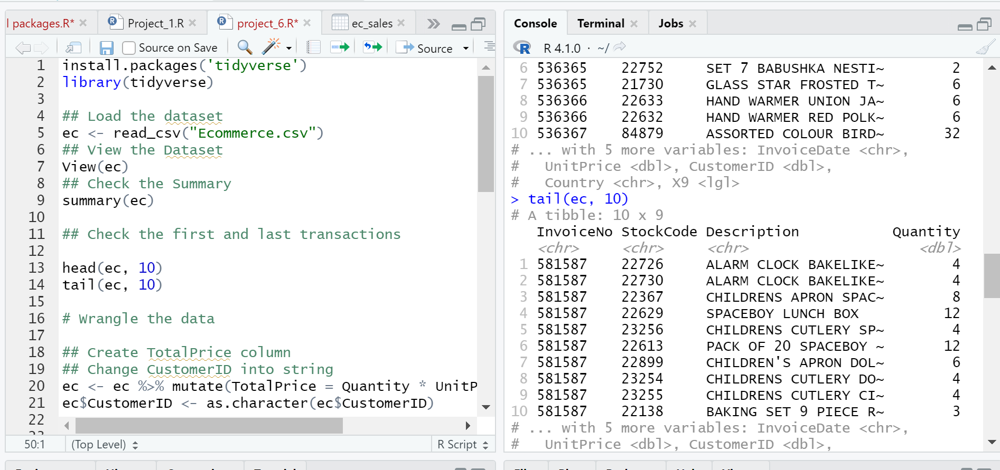 l packages.R*
Project_1.R
project_6.R*
ec_sales
Source on Save
Source
1 install.packages('tidyverse')
2 library(tidyverse)
3
4 ## Load the dataset
5 ec <- read_csv("Ecommerce.csv")
6 ## View the Dataset
7 View(ec)
8 ## Check the Summary
9 summary(ec)
10
11 ## Check the first and last transactions
12
13 head(ec, 10)
14 tail(ec, 10)
15
16 # Wrangle the data
17
18 ## Create TotalPrice column
19 ## Change CustomerID into string
20 ec <- ec %>% mutate(TotalPrice = Quantity * UnitP
21 ec$CustomerID <- as.character(ec$CustomerID)
22
50:1 (Top Level) R Script
Console Terminal Jobs
R R 4.1.0 · ~/
6 536365 22752 SET 7 BABUSHKA NESTI~ 2
7 536365 21730 GLASS STAR FROSTED T~ 6
8 536366 22633 HAND WARMER UNION JA~ 6
9 536366 22632 HAND WARMER RED POLK~ 6
10 536367 84879 ASSORTED COLOUR BIRD~ 32
# ... with 5 more variables: InvoiceDate <chr>,
# UnitPrice <dbl>, CustomerID <dbl>,
# Country <chr>, X9 <lgl>
> tail(ec, 10)
# A tibble: 10 x 9
InvoiceNo StockCode Description Quantity
<chr> <chr> <chr> <dbl>
1 581587 22726 ALARM CLOCK BAKELIKE~ 4
2 581587 22730 ALARM CLOCK BAKELIKE~ 4
3 581587 22367 CHILDRENS APRON SPAC~ 8
4 581587 22629 SPACEBOY LUNCH BOX 12
5 581587 23256 CHILDRENS CUTLERY SP~ 4
6 581587 22613 PACK OF 20 SPACEBOY ~ 12
7 581587 22899 CHILDREN'S APRON DOL~ 6
8 581587 23254 CHILDRENS CUTLERY DO~ 4
9 581587 23255 CHILDRENS CUTLERY CI~ 4
10 581587 22138 BAKING SET 9 PIECE R~ 3
# ... with 5 more variables: InvoiceDate <chr>,
# UnitPrice <dbl>, CustomerID <dbl>,